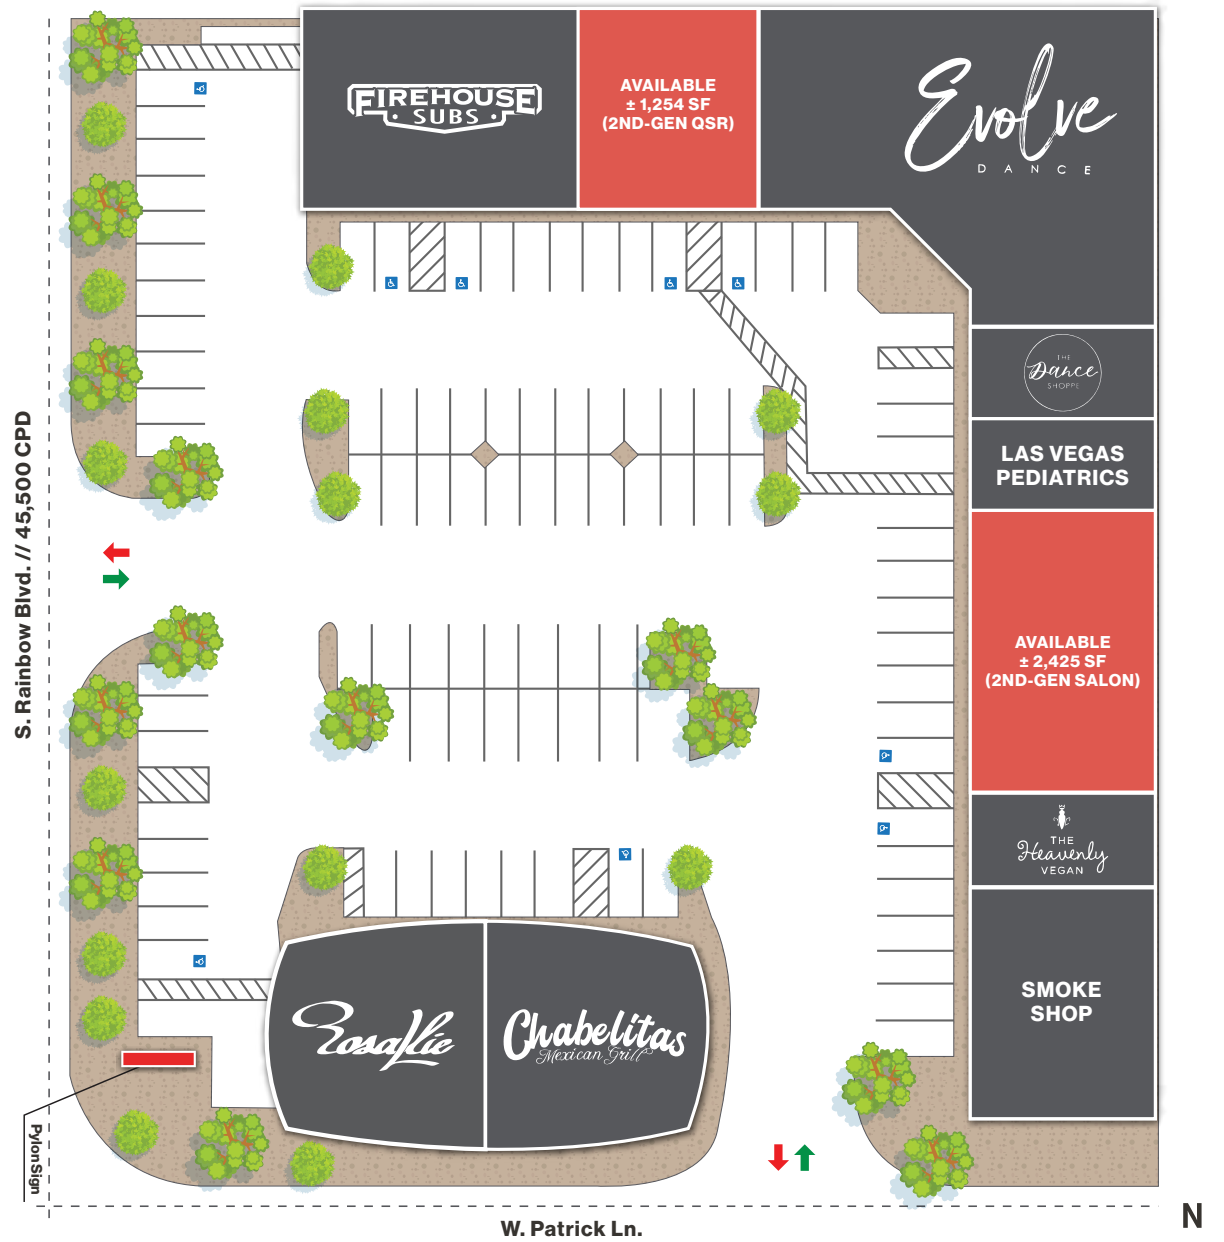 FIREHOUSE
SUBS
AVAILABLE
± 1,254 SF
(2ND-GEN QSR)
Evolve
DANCE
THE
Dance
SHOPPE
LAS VEGAS
PEDIATRICS
AVAILABLE
± 2,425 SF
(2ND-GEN SALON)
THE
Heavenly
VEGAN
SMOKE
SHOP
RosaLie
Chabelitas
Mexican Grill
S. Rainbow Blvd. // 45,500 CPD
PylonSign
W. Patrick Ln.
N